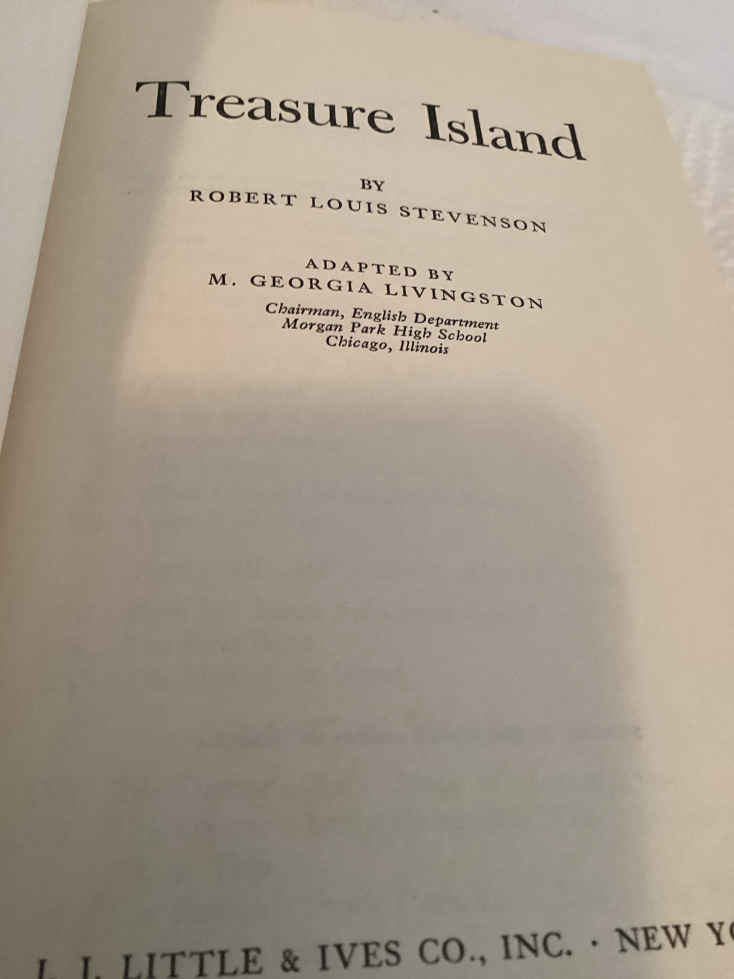 Treasure Island
BY
ROBERT LOUIS STEVENSON
ADAPTED BY
M. GEORGIA LIVINGSTON
Chairman, English Department
Morgan Park High School
Chicago, Illinois
J. J. LITTLE & IVES CO., INC. · NEW YO